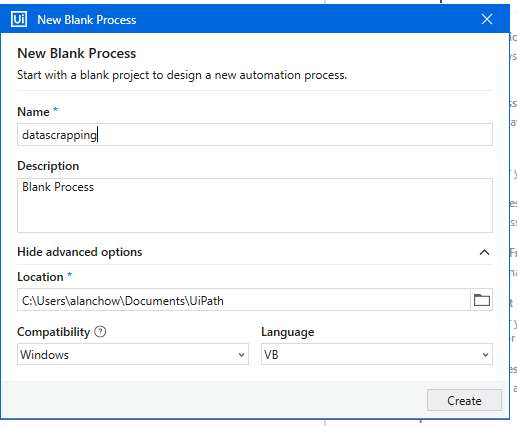 Ui New Blank Process
New Blank Process
Start with a blank project to design a new automation process.
Name *
datascrapping
Description
Blank Process
Hide advanced options
Location *
C:\Users\alanchow\Documents\UiPath
Compatibility ? Language
Windows VB
Create